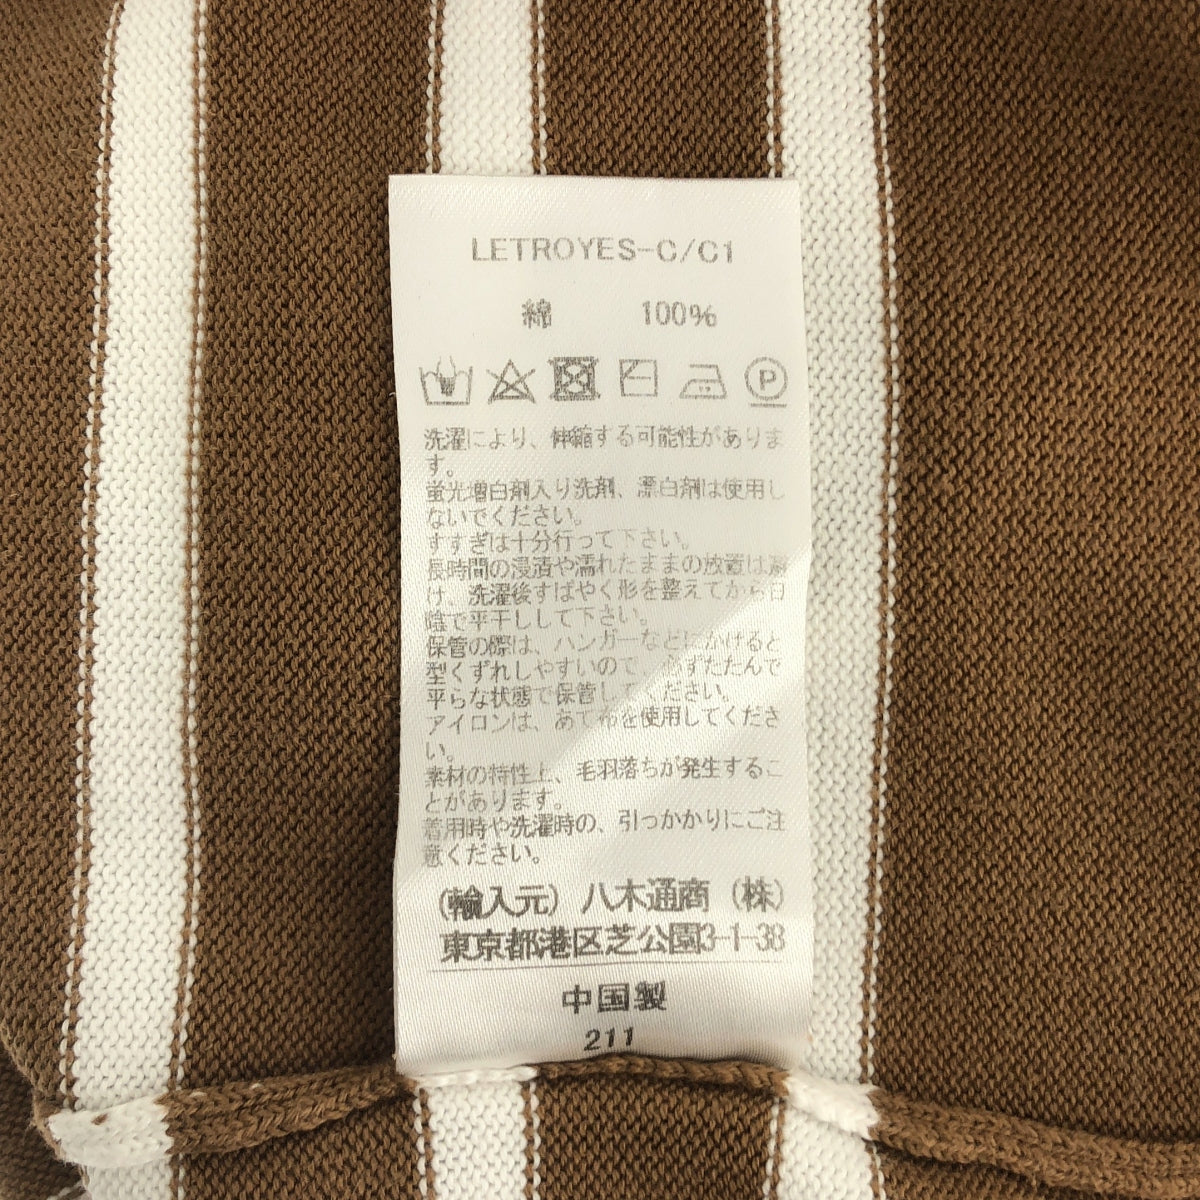 LETROYES-C/C1
綿 100%
P
洗濯により、伸縮する可能性がありま
す。
蛍光増白剤入り洗剤、漂白剤は使用し
ないでください。
すすぎは十分行って下さい。
長時間の浸漬や濡れたままの放置は避
け、洗濯後すばやく形を整えてから日
陰で平干しして下さい。
保管の際は、ハンガーなどにかけると
型くずれしやすいので、必ずたたんで
平らな状態で保管してください。
アイロンは、あて布を使用してくださ
い。
素材の特性上、毛羽落ちが発生するこ
とがあります。
着用時や洗濯時の、引っかかりにご注
意ください。
(輸入元) 八木通商 (株)
東京都港区芝公園3-1-38
中国製
211